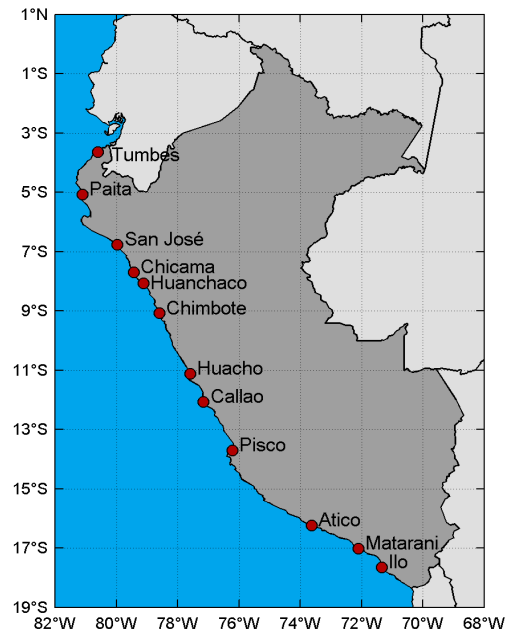 1°N
1°S
3°S
Tumbes
5°S
Paita
San José
7°S
Chicama
Huanchaco
9°S
Chimbote
11°S
Huacho
Callao
13°S
Pisco
15°S
Atico
17°S
Matarani
Ilo
19°S
82°W 80°W 78°W 76°W 74°W 72°W 70°W 68°W